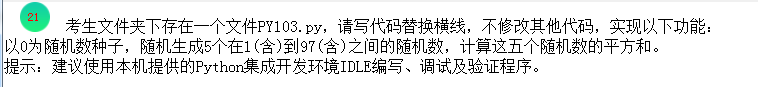 21 考生文件夹下存在一个文件PY103.py，请写代码替换横线，不修改其他代码，实现以下功能：
以0为随机数种子，随机生成5个在1(含)到97(含)之间的随机数，计算这五个随机数的平方和。
提示：建议使用本机提供的Python集成开发环境IDLE编写、调试及验证程序。